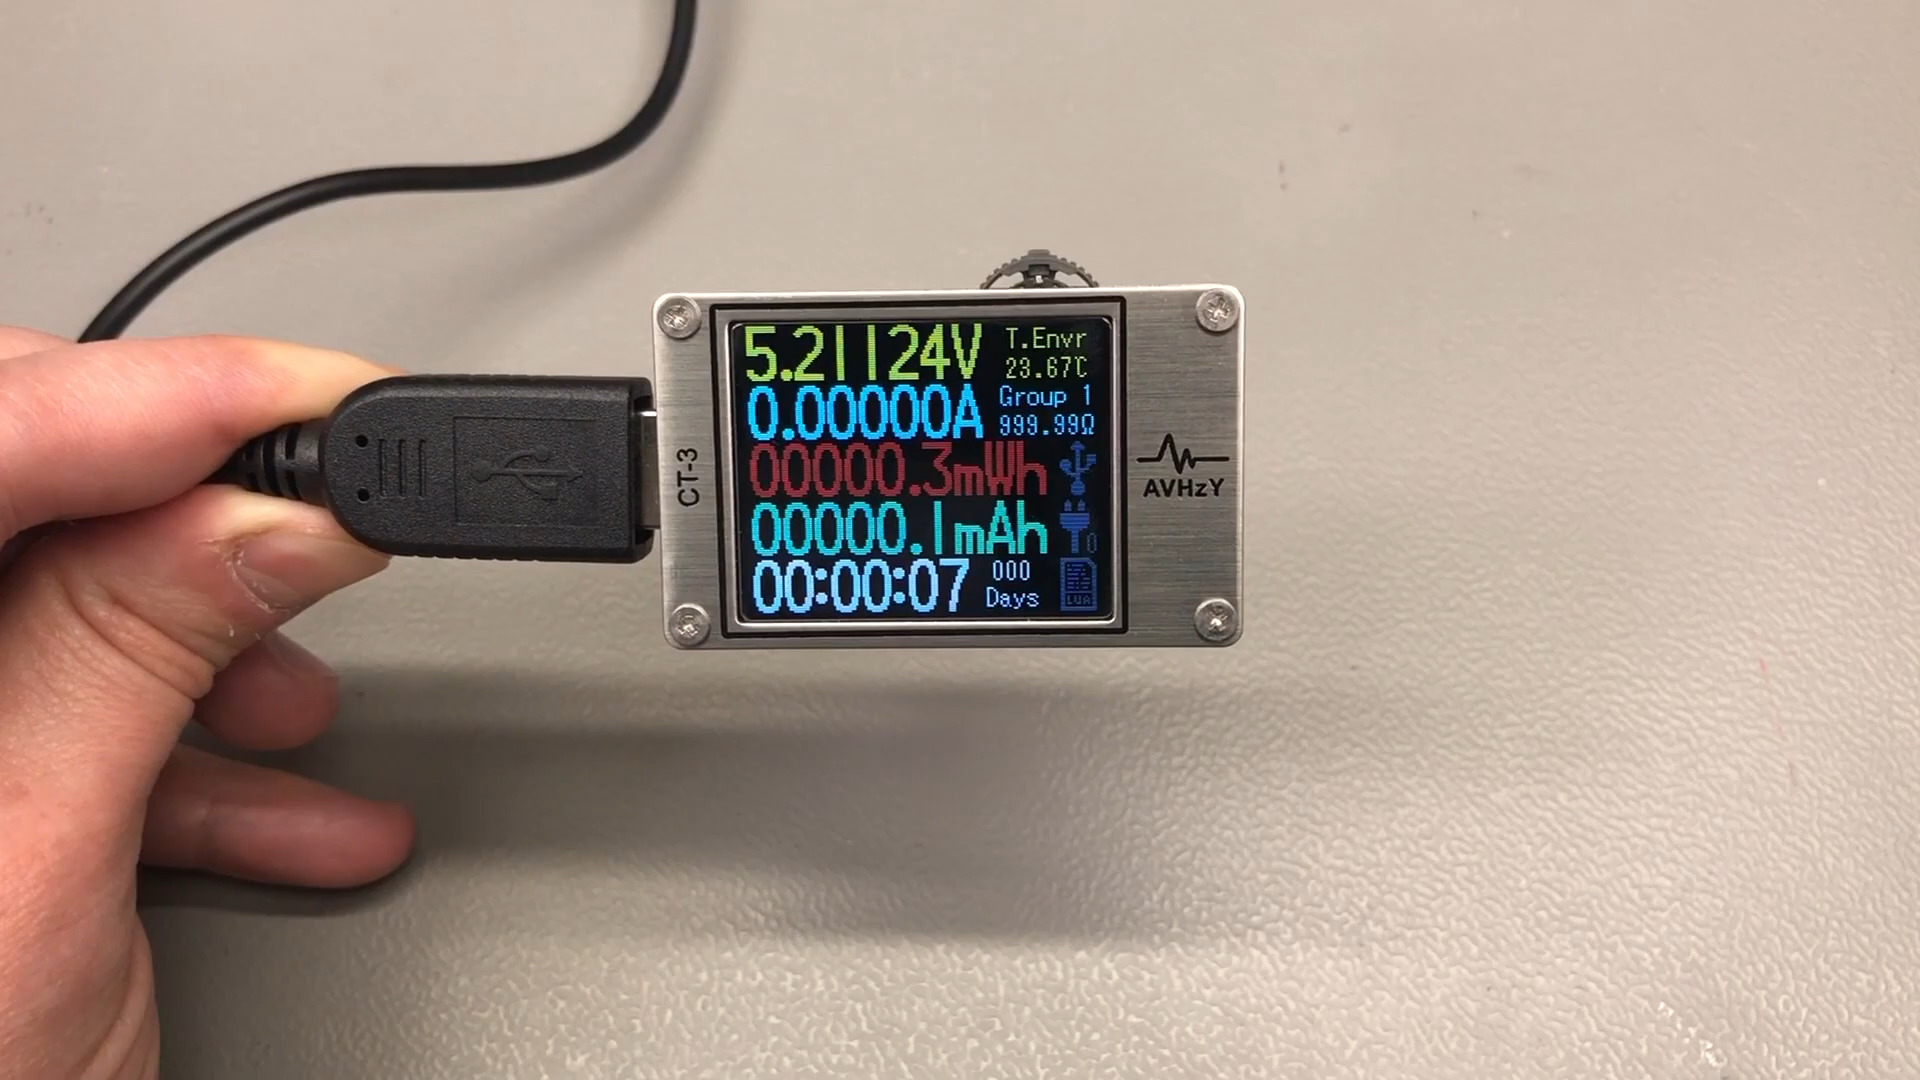 5.21124V
T.Envr
23.67℃
0.00000A
Group 1
999.99Ω
00000.3mWh
00000.1mAh
0
00:00:07
000
Days
LUA
CT-3
AVHzY